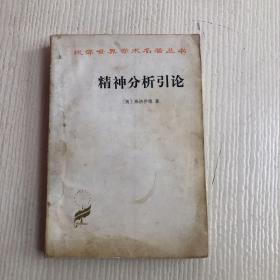 汉译世界学术名著丛书
精神分析引论
〔奥〕弗洛伊德 著